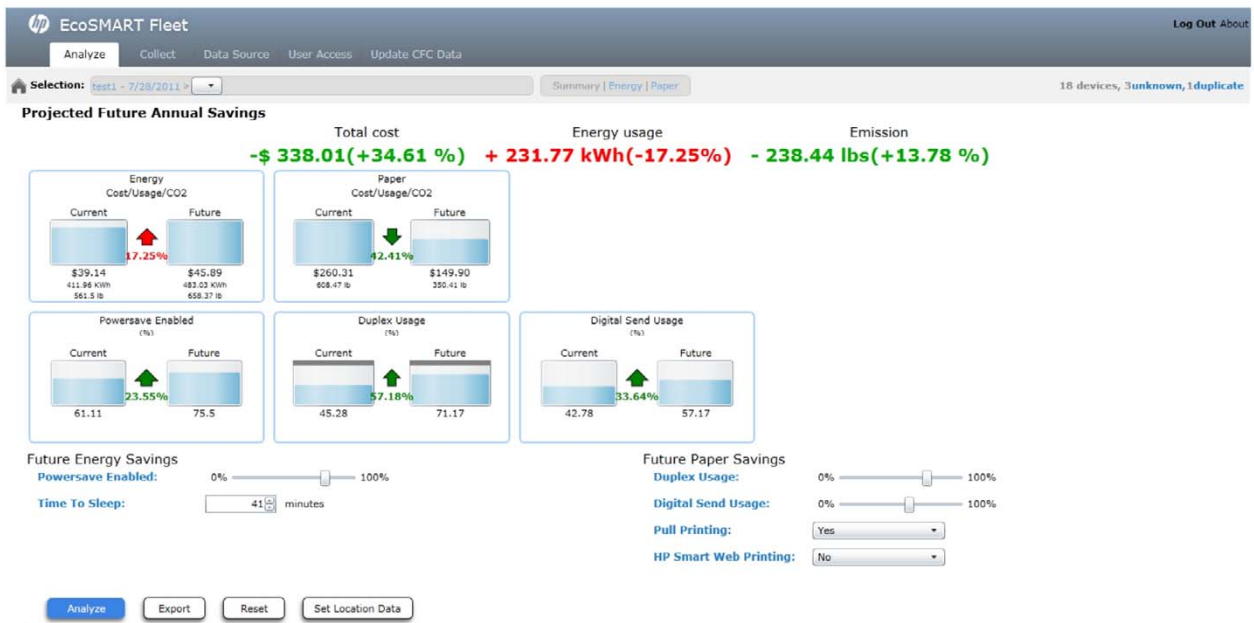 hp EcoSMART Fleet
Log Out About
Analyze Collect Data Source User Access Update CFC Data
Selection: test1 - 7/28/2011 > Summary | Energy | Paper 18 devices, 3unknown,1duplicate
Projected Future Annual Savings
Total cost Energy usage Emission
-$ 338.01(+34.61 %) + 231.77 kWh(-17.25%) - 238.44 lbs(+13.78 %)
Energy
Cost/Usage/CO2
Current Future
17.25%
$39.14 $45.89
411.96 KWh 483.03 KWh
561.5 lb 658.37 lb
Paper
Cost/Usage/CO2
Current Future
42.41%
$260.31 $149.90
608.47 lb 350.41 lb
Powersave Enabled
(%)
Current Future
23.55%
61.11 75.5
Duplex Usage
(%)
Current Future
57.18%
45.28 71.17
Digital Send Usage
(%)
Current Future
33.64%
42.78 57.17
Future Energy Savings
Powersave Enabled: 0% 100%
Time To Sleep: 41 minutes
Future Paper Savings
Duplex Usage: 0% 100%
Digital Send Usage: 0% 100%
Pull Printing: Yes
HP Smart Web Printing: No
Analyze Export Reset Set Location Data